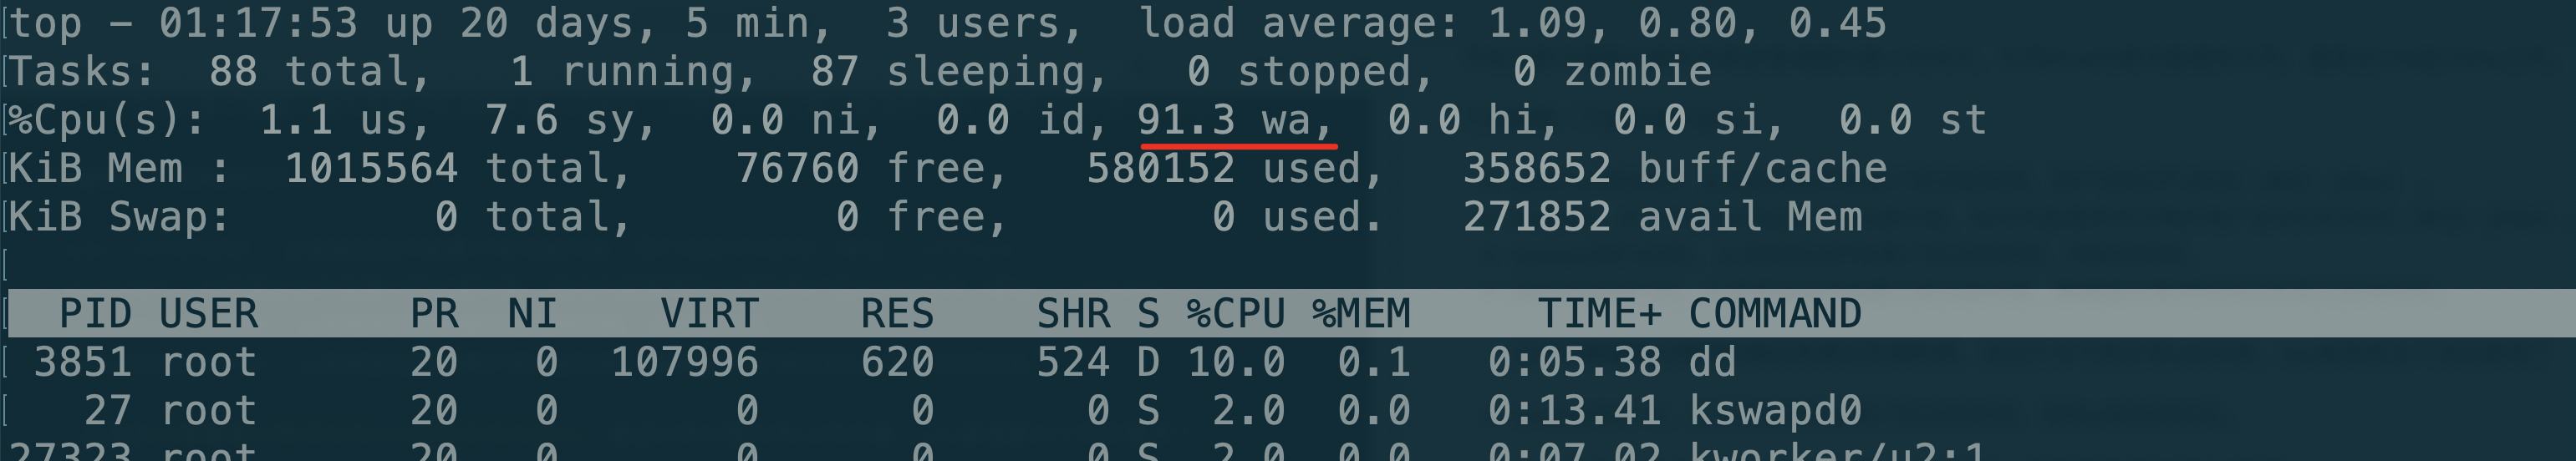 top - 01:17:53 up 20 days, 5 min,  3 users,  load average: 1.09, 0.80, 0.45
Tasks:  88 total,   1 running,  87 sleeping,   0 stopped,   0 zombie
%Cpu(s):  1.1 us,  7.6 sy,  0.0 ni,  0.0 id, 91.3 wa,  0.0 hi,  0.0 si,  0.0 st
KiB Mem :  1015564 total,    76760 free,   580152 used,   358652 buff/cache
KiB Swap:        0 total,        0 free,        0 used.   271852 avail Mem
PID USER      PR  NI    VIRT    RES    SHR S %CPU %MEM     TIME+ COMMAND
3851 root      20   0  107996    620    524 D 10.0  0.1   0:05.38 dd
27 root      20   0       0      0      0 S  2.0  0.0   0:13.41 kswapd0
27323 root      20   0       0      0      0 S  2.0  0.0   0:07.02 kworker/u2:1